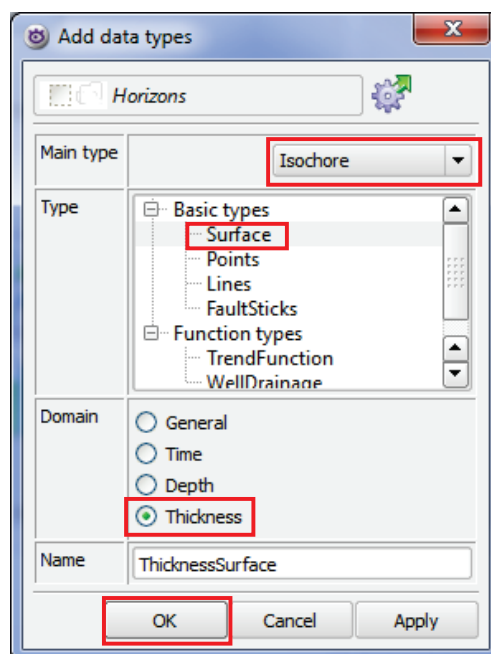 Add data types
Horizons
Main type
Isochore
Type
Basic types
Surface
Points
Lines
FaultSticks
Function types
TrendFunction
WellDrainage
Domain
General
Time
Depth
Thickness
Name
ThicknessSurface
OK Cancel Apply